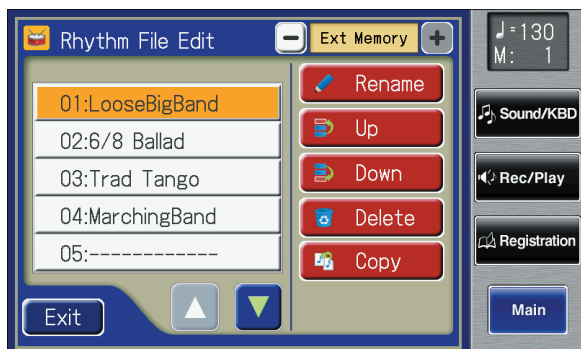 Rhythm File Edit
− Ext Memory +
♩=130
M: 1
01:LooseBigBand
02:6/8 Ballad
03:Trad Tango
04:MarchingBand
05:------------
Rename
Up
Down
Delete
Copy
Exit
Sound/KBD
Rec/Play
Registration
Main